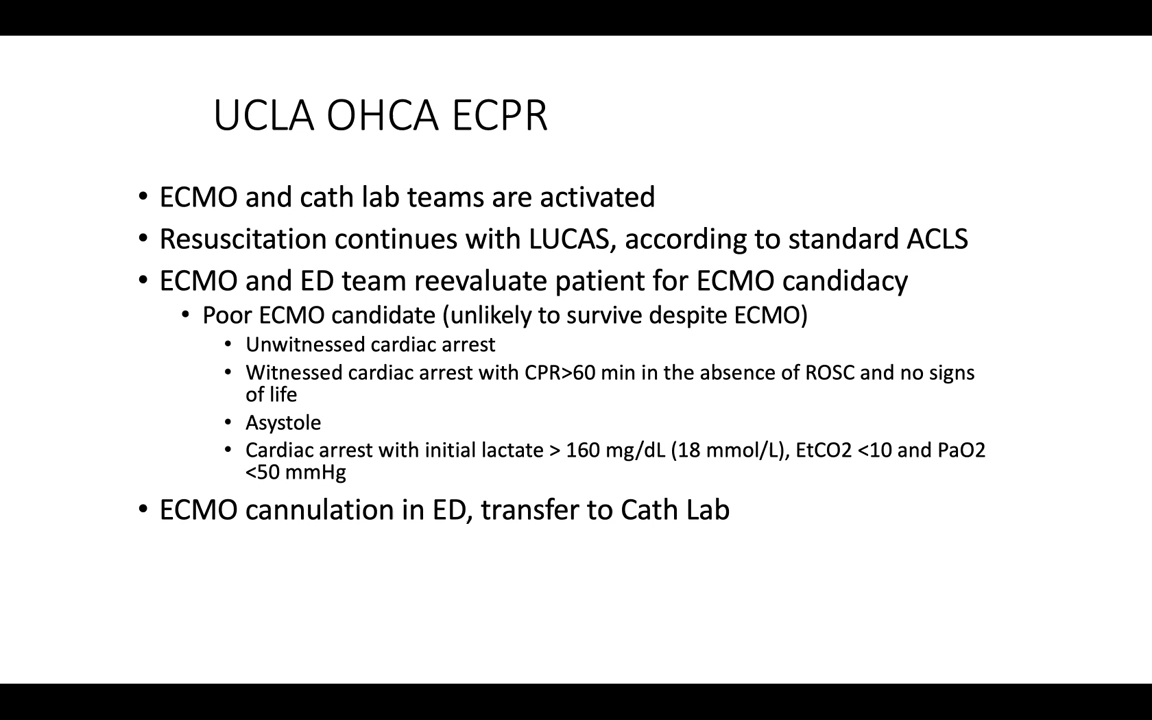 UCLA OHCA ECPR
• ECMO and cath lab teams are activated
• Resuscitation continues with LUCAS, according to standard ACLS
• ECMO and ED team reevaluate patient for ECMO candidacy
• Poor ECMO candidate (unlikely to survive despite ECMO)
• Unwitnessed cardiac arrest
• Witnessed cardiac arrest with CPR>60 min in the absence of ROSC and no signs
of life
• Asystole
• Cardiac arrest with initial lactate > 160 mg/dL (18 mmol/L), EtCO2 <10 and PaO2
<50 mmHg
• ECMO cannulation in ED, transfer to Cath Lab